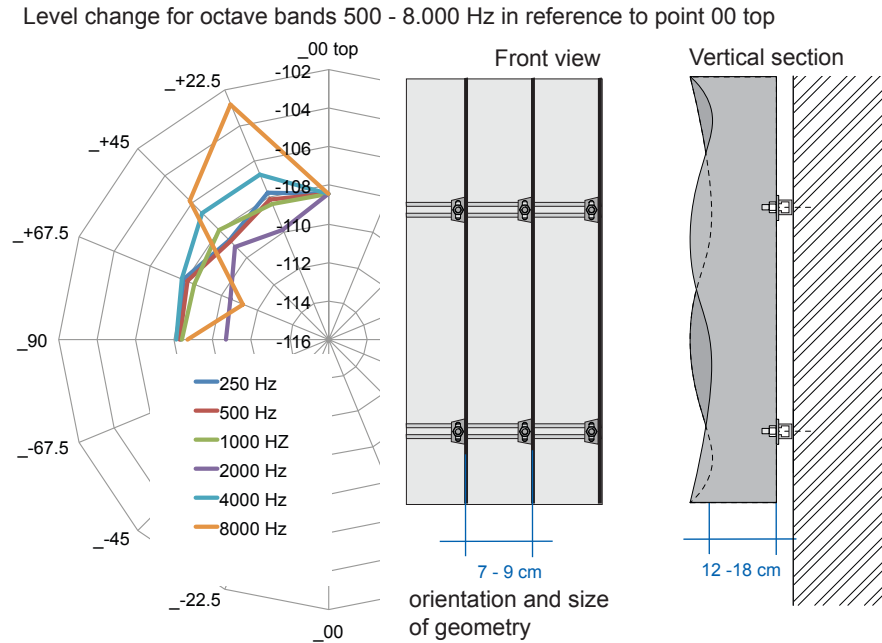 Level change for octave bands 500 - 8.000 Hz in reference to point 00 top
_00 top
Front view
Vertical section
_+22.5
-102
-104
_+45
-106
-108
_+67.5
-110
-112
-114
_90
-116
250 Hz
500 Hz
1000 HZ
2000 Hz
4000 Hz
8000 Hz
_-67.5
_-45
_-22.5
_00
7 - 9 cm
12 -18 cm
orientation and size
of geometry